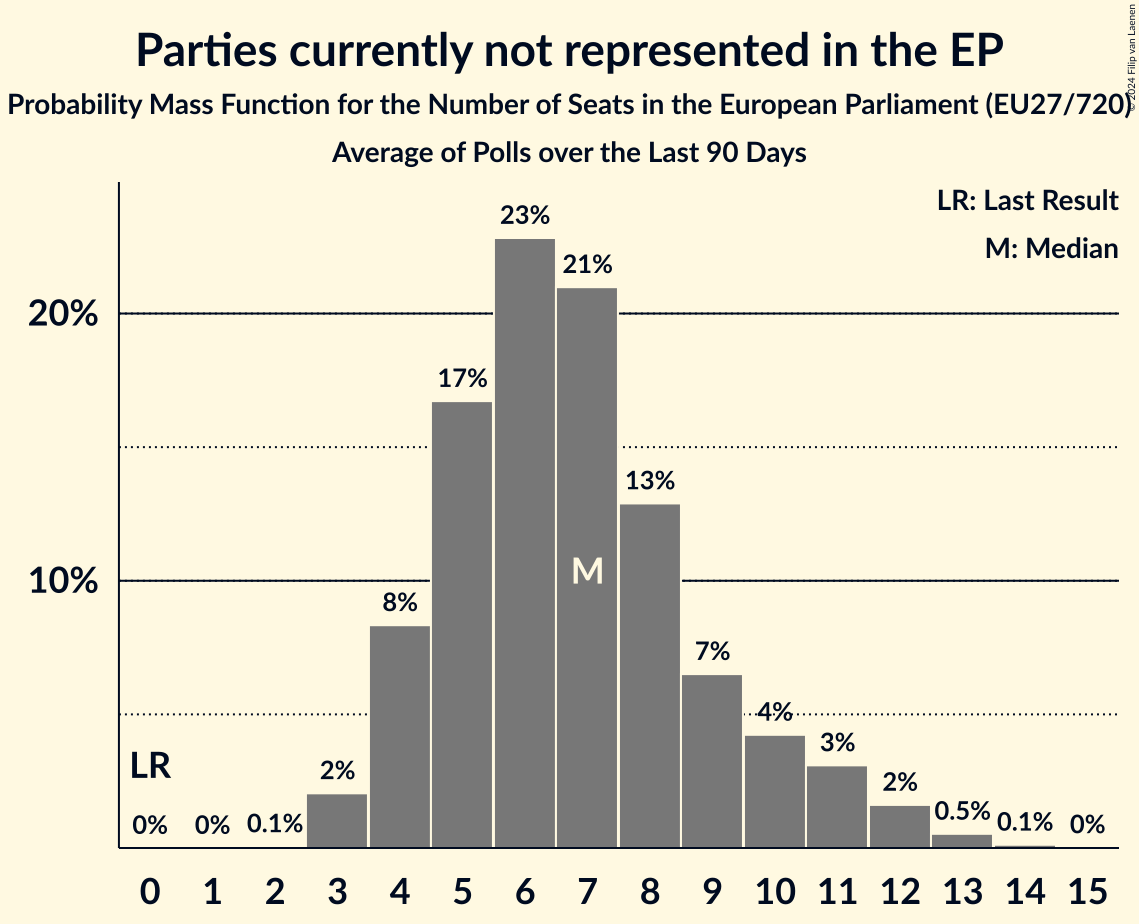 © 2024 Filip van Laenen
Parties currently not represented in the EP
Probability Mass Function for the Number of Seats in the European Parliament (EU27/720)
Average of Polls over the Last 90 Days
LR: Last Result
M: Median
23%
21%
20%
17%
13%
M
10%
8%
7%
4%
3%
LR
2%
2%
0% 0% 0.1% 0.5% 0.1% 0%
0 1 2 3 4 5 6 7 8 9 10 11 12 13 14 15